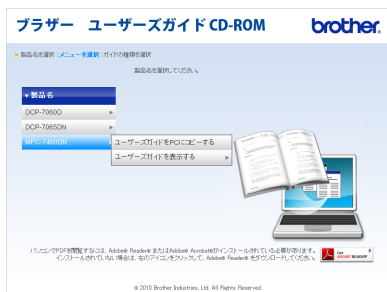 ブラザー ユーザーズガイド CD-ROM
brother
製品名を選択 | メニューを選択 | ガイドの種類を選択
製品名を選択してください。
▼製品名
DCP-7060D
DCP-7065DN
MFC-7460DN
ユーザーズガイドをPCにコピーする
ユーザーズガイドを表示する
パソコンでPDFを閲覧するには、Adobe® Reader® またはAdobe® Acrobat®がインストールされている必要があります。
インストールされていない場合は、右のアイコンをクリックして、Adobe® Reader® をダウンロードしてください。
Get ADOBE® READER®
© 2010 Brother Industries, Ltd. All Rights Reserved.